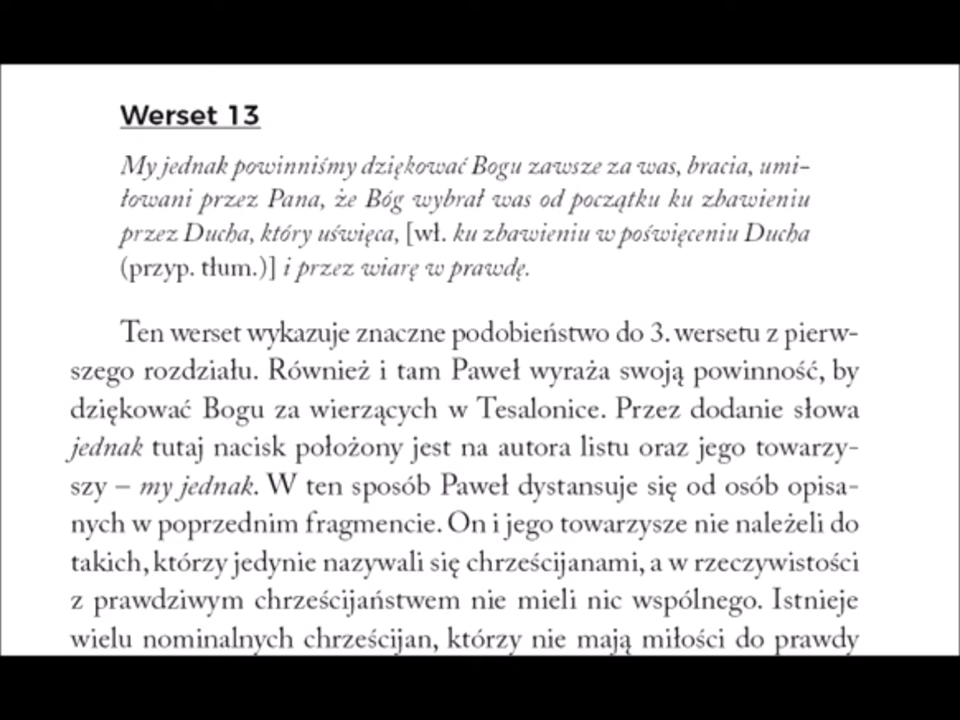 Werset 13
My jednak powinniśmy dziękować Bogu zawsze za was, bracia, umi-
łowani przez Pana, że Bóg wybrał was od początku ku zbawieniu
przez Ducha, który uświęca, [wł. ku zbawieniu w poświęceniu Ducha
(przyp. tłum.)] i przez wiarę w prawdę.
Ten werset wykazuje znaczne podobieństwo do 3. wersetu z pierw-
szego rozdziału. Również i tam Paweł wyraża swoją powinność, by
dziękować Bogu za wierzących w Tesalonice. Przez dodanie słowa
jednak tutaj nacisk położony jest na autora listu oraz jego towarzy-
szy – my jednak. W ten sposób Paweł dystansuje się od osób opisa-
nych w poprzednim fragmencie. On i jego towarzysze nie należeli do
takich, którzy jedynie nazywali się chrześcijanami, a w rzeczywistości
z prawdziwym chrześcijaństwem nie mieli nic wspólnego. Istnieje
wielu nominalnych chrześcijan, którzy nie mają miłości do prawdy